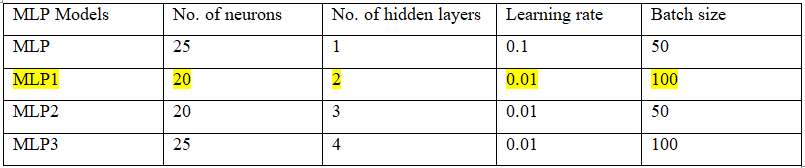 MLP Models No. of neurons No. of hidden layers Learning rate Batch size
MLP 25 1 0.1 50
MLP1 20 2 0.01 100
MLP2 20 3 0.01 50
MLP3 25 4 0.01 100